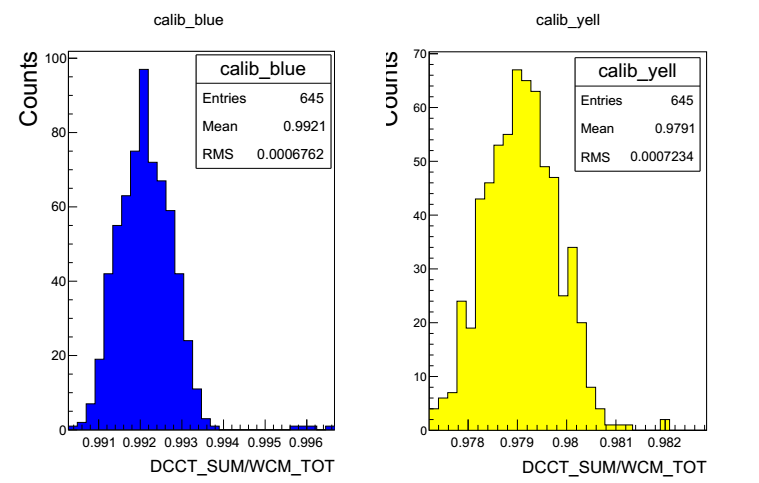 calib_blue
Counts
100
80
60
40
20
0
calib_blue
Entries 645
Mean 0.9921
RMS 0.0006762
0.991 0.992 0.993 0.994 0.995 0.996
DCCT_SUM/WCM_TOT
calib_yell
Counts
70
60
50
40
30
20
10
0
calib_yell
Entries 645
Mean 0.9791
RMS 0.0007234
0.978 0.979 0.98 0.981 0.982
DCCT_SUM/WCM_TOT